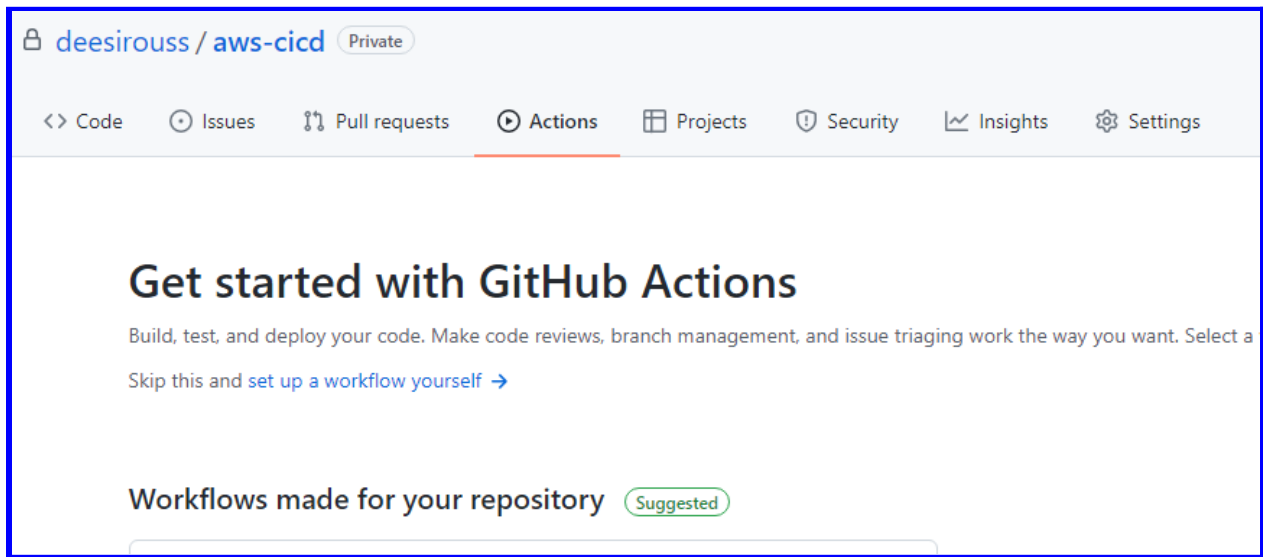 deesirouss / aws-cicd Private
Code Issues Pull requests Actions Projects Security Insights Settings
Get started with GitHub Actions
Build, test, and deploy your code. Make code reviews, branch management, and issue triaging work the way you want. Select a
Skip this and set up a workflow yourself →
Workflows made for your repository Suggested